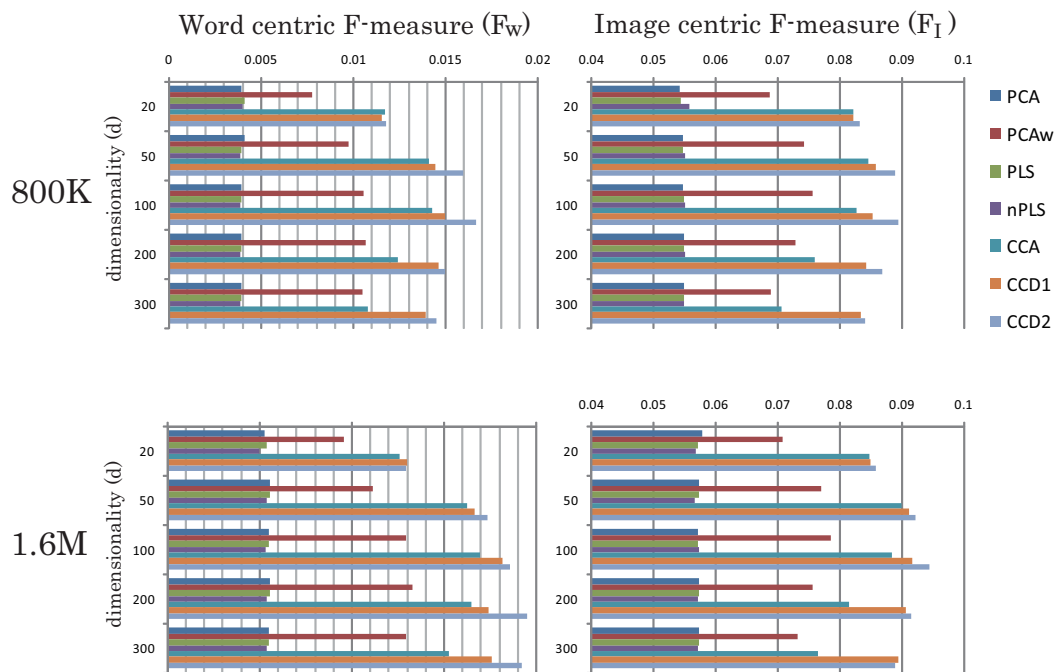 Word centric F-measure (Fw)
Image centric F-measure (FI )
0 0.005 0.01 0.015 0.02
0.04 0.05 0.06 0.07 0.08 0.09 0.1
800K
dimensionality (d)
20
50
100
200
300
20
50
100
200
300
PCA
PCAw
PLS
nPLS
CCA
CCD1
CCD2
0.04 0.05 0.06 0.07 0.08 0.09 0.1
1.6M
dimensionality (d)
20
50
100
200
300
20
50
100
200
300